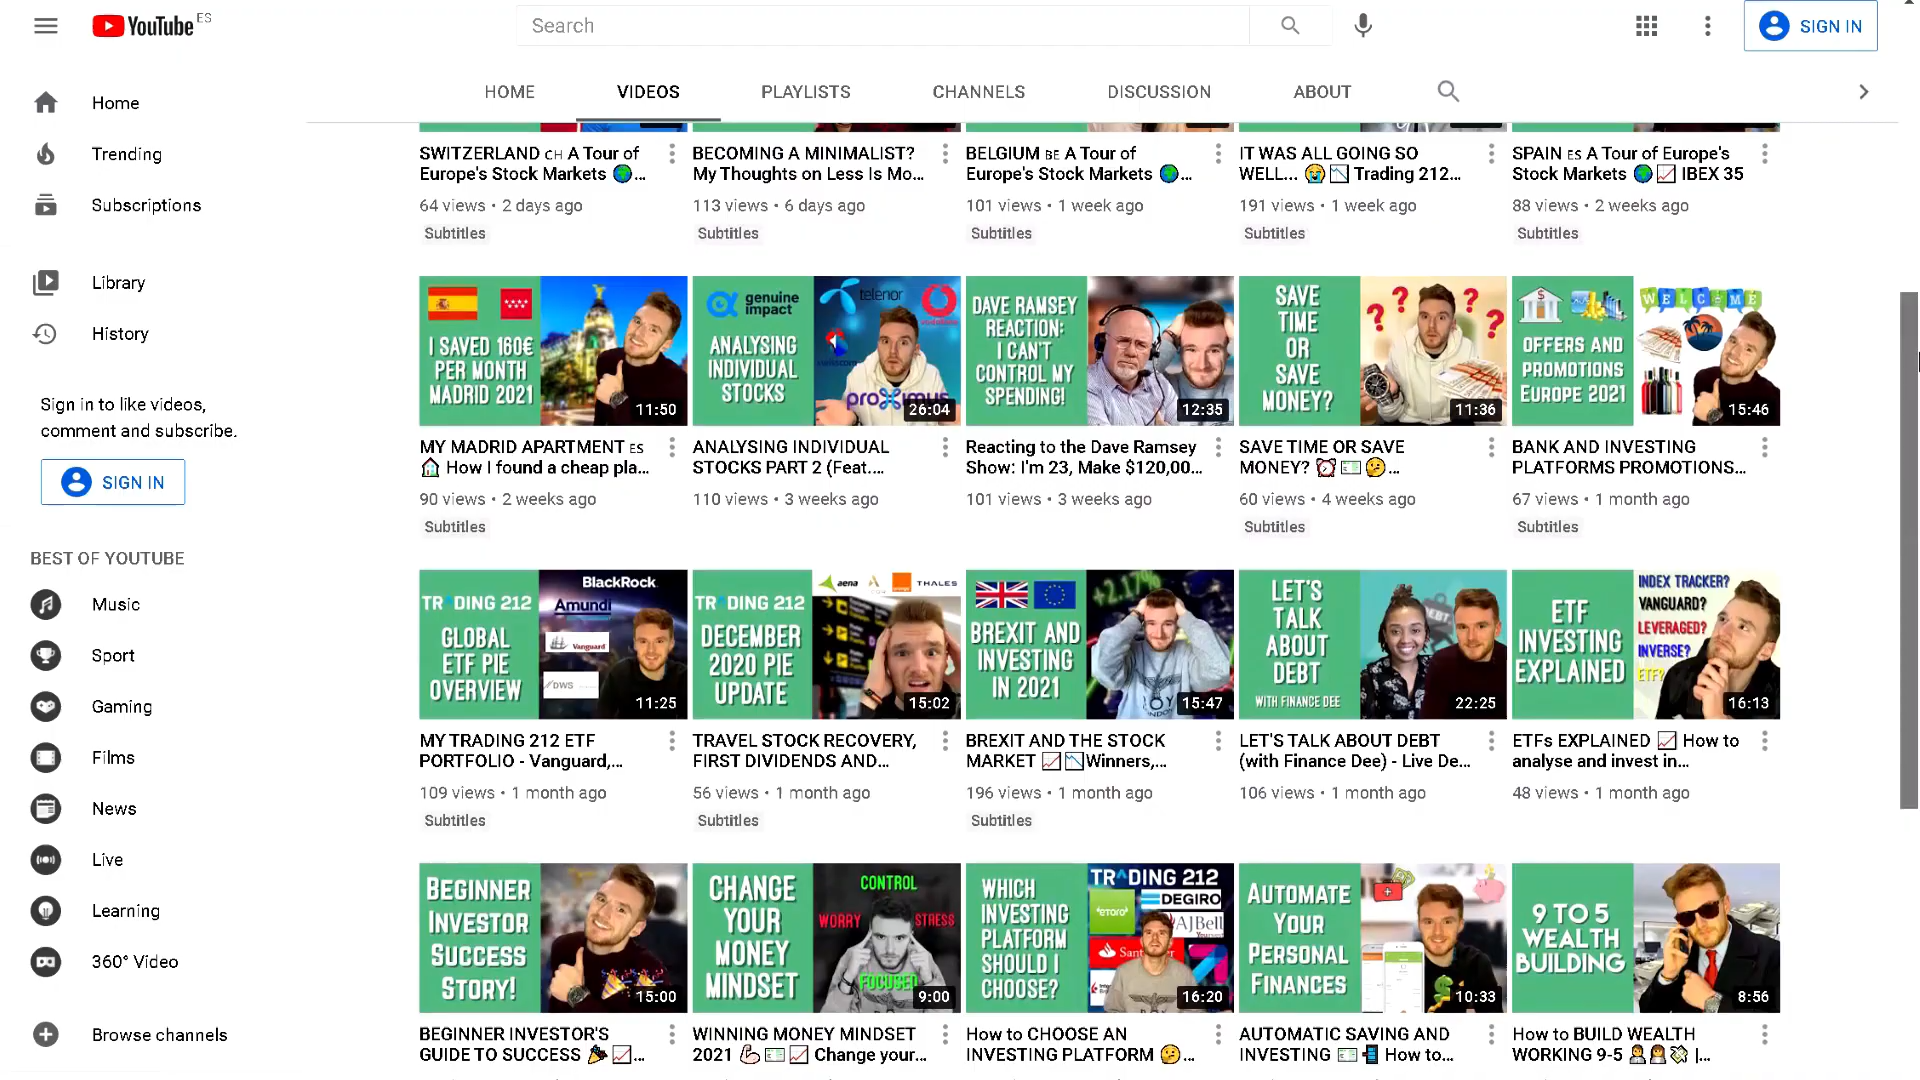 YouTube ES
Search
SIGN IN
HOME
VIDEOS
PLAYLISTS
CHANNELS
DISCUSSION
ABOUT
Home
Trending
Subscriptions
Library
History
Sign in to like videos,
comment and subscribe.
SIGN IN
BEST OF YOUTUBE
Music
Sport
Gaming
Films
News
Live
Learning
360° Video
Browse channels
SWITZERLAND 🇨🇭 A Tour of
Europe's Stock Markets 🌍...
64 views • 2 days ago
Subtitles
BECOMING A MINIMALIST?
My Thoughts on Less Is Mo...
113 views • 6 days ago
Subtitles
BELGIUM 🇧🇪 A Tour of
Europe's Stock Markets 🌍...
101 views • 1 week ago
Subtitles
IT WAS ALL GOING SO
WELL... 😭📉 Trading 212...
191 views • 1 week ago
Subtitles
SPAIN 🇪🇸 A Tour of Europe's
Stock Markets 🌍📈 IBEX 35
88 views • 2 weeks ago
Subtitles
I SAVED 160€
PER MONTH
MADRID 2021
11:50
MY MADRID APARTMENT 🇪🇸
🏠 How I found a cheap pla...
90 views • 2 weeks ago
Subtitles
genuine
impact
ANALYSING
INDIVIDUAL
STOCKS
telenor
vodafone
proximus
26:04
ANALYSING INDIVIDUAL
STOCKS PART 2 (Feat....
110 views • 3 weeks ago
DAVE RAMSEY
REACTION:
I CAN'T
CONTROL MY
SPENDING!
12:35
Reacting to the Dave Ramsey
Show: I'm 23, Make $120,00...
101 views • 3 weeks ago
SAVE
TIME
OR
SAVE
MONEY?
? ? ? ?
11:36
SAVE TIME OR SAVE
MONEY? ⏰💵🤔...
60 views • 4 weeks ago
Subtitles
OFFERS AND
PROMOTIONS
EUROPE 2021
WELCOME
15:46
BANK AND INVESTING
PLATFORMS PROMOTIONS...
67 views • 1 month ago
Subtitles
TRADING 212
GLOBAL
ETF PIE
OVERVIEW
BlackRock
Amundi
Vanguard
DWS
11:25
MY TRADING 212 ETF
PORTFOLIO - Vanguard,...
109 views • 1 month ago
Subtitles
TRADING 212
DECEMBER
2020 PIE
UPDATE
aena
orange
THALES
15:02
TRAVEL STOCK RECOVERY,
FIRST DIVIDENDS AND...
56 views • 1 month ago
Subtitles
BREXIT AND
INVESTING
IN 2021
+2.17%
BOY
15:47
BREXIT AND THE STOCK
MARKET 📈📉Winners,...
196 views • 1 month ago
Subtitles
LET'S
TALK
ABOUT
DEBT
WITH FINANCE DEE
DEBT
22:25
LET'S TALK ABOUT DEBT
(with Finance Dee) - Live De...
106 views • 1 month ago
ETF
INVESTING
EXPLAINED
INDEX TRACKER?
VANGUARD?
LEVERAGED?
INVERSE?
ETF?
16:13
ETFs EXPLAINED 📈 How to
analyse and invest in...
48 views • 1 month ago
BEGINNER
INVESTOR
SUCCESS
STORY!
15:00
BEGINNER INVESTOR'S
GUIDE TO SUCCESS 🎉📈...
CHANGE
YOUR
MONEY
MINDSET
CONTROL
WORRY
STRESS
FOCUSED
9:00
WINNING MONEY MINDSET
2021 💪💵📈 Change your...
WHICH
INVESTING
PLATFORM
SHOULD I
CHOOSE?
TRADING 212
eToro
DEGIRO
AJBell
16:20
How to CHOOSE AN
INVESTING PLATFORM 🤔...
AUTOMATE
YOUR
PERSONAL
FINANCES
10:33
AUTOMATIC SAVING AND
INVESTING 💵📲 How to...
9 TO 5
WEALTH
BUILDING
8:56
How to BUILD WEALTH
WORKING 9-5 👨‍💼👩‍💼💸 |...